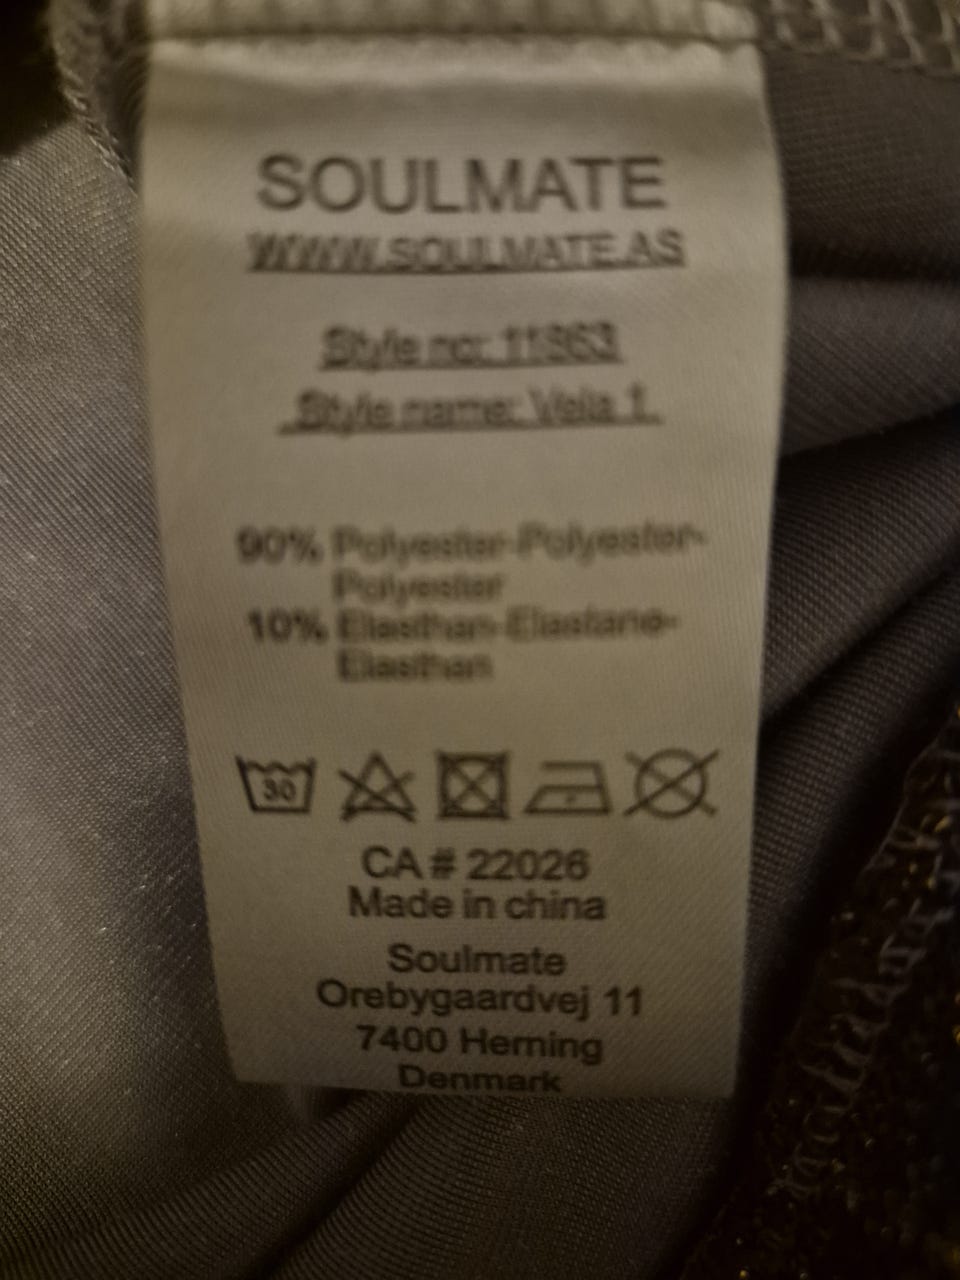 SOULMATE
WWW.SOULMATE.AS
Style no: 11863
Style name: Vela 1
90% Polyester-Polyester-
Polyester
10% Elasthan-Elastane-
Elasthan
30
CA # 22026
Made in china
Soulmate
Orebygaardvej 11
7400 Herning
Denmark